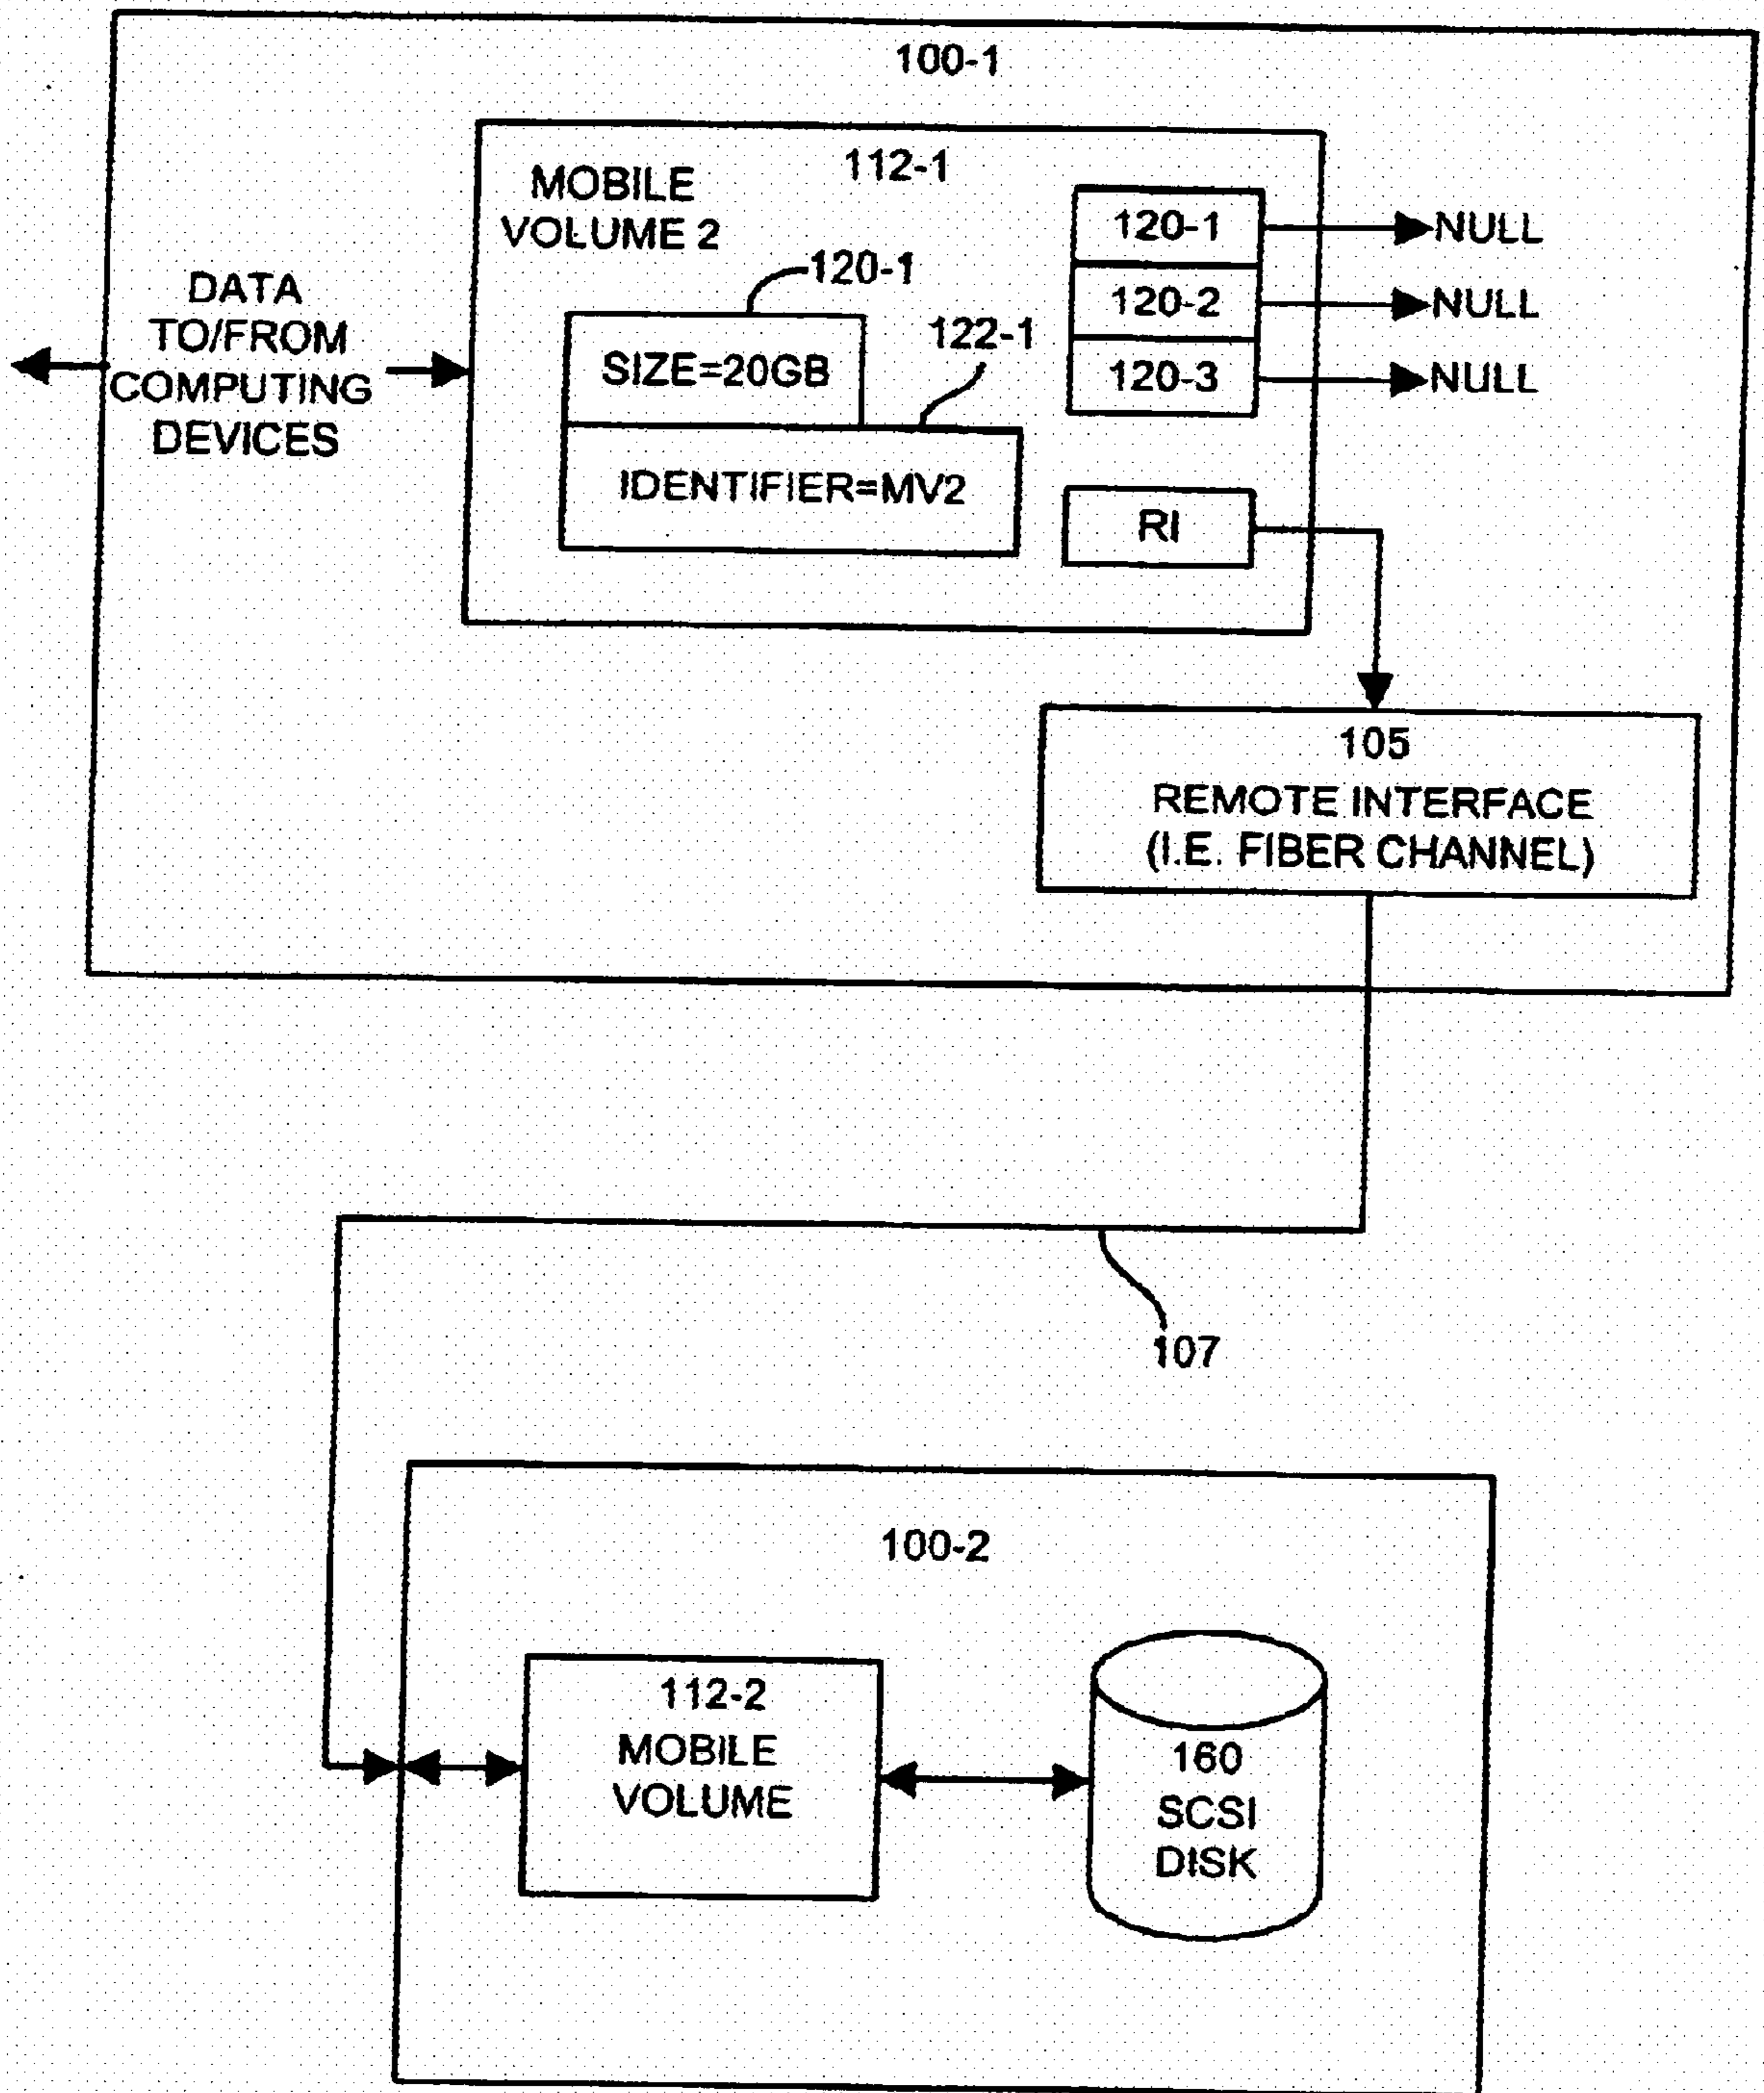 100-1
112-1
MOBILE
VOLUME 2
120-1
SIZE=20GB
122-1
IDENTIFIER=MV2
120-1
NULL
120-2
NULL
120-3
NULL
RI
DATA
TO/FROM
COMPUTING
DEVICES
105
REMOTE INTERFACE
(I.E. FIBER CHANNEL)
107
100-2
112-2
MOBILE
VOLUME
160
SCSI
DISK